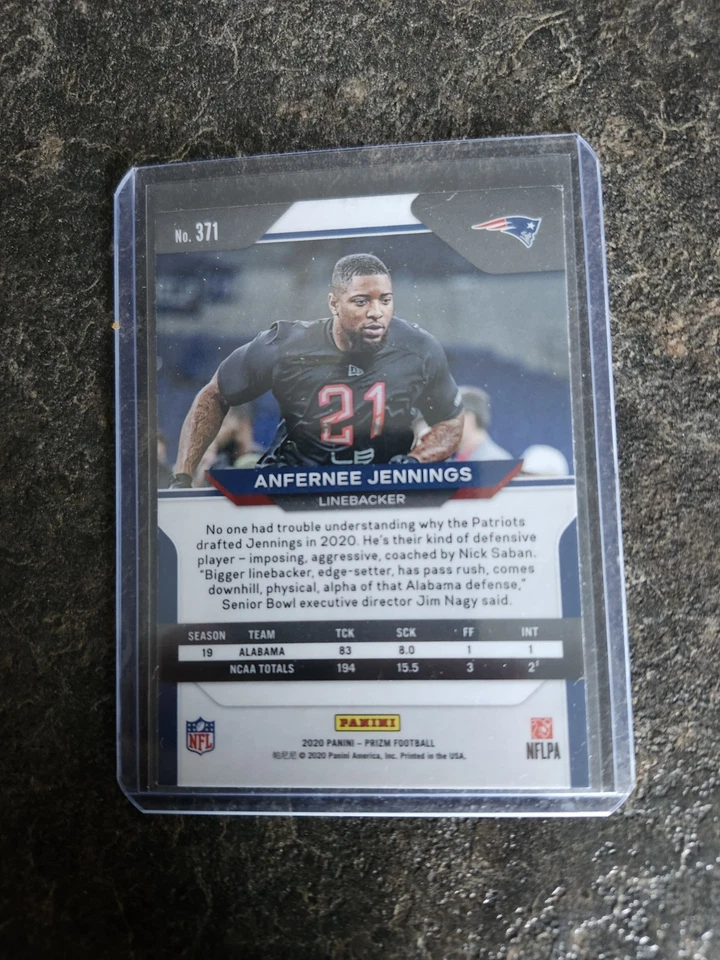 No. 371
21
LB
ANFERNEE JENNINGS
LINEBACKER
No one had trouble understanding why the Patriots
drafted Jennings in 2020. He's their kind of defensive
player – imposing, aggressive, coached by Nick Saban.
"Bigger linebacker, edge-setter, has pass rush, comes
downhill, physical, alpha of that Alabama defense,"
Senior Bowl executive director Jim Nagy said.
SEASON TEAM TCK SCK FF INT
19 ALABAMA 83 8.0 1 1
NCAA TOTALS 194 15.5 3 2
NFL
PANINI
NFLPA
2020 PANINI – PRIZM FOOTBALL
帕尼尼 © 2020 Panini America, Inc. Printed in the USA.